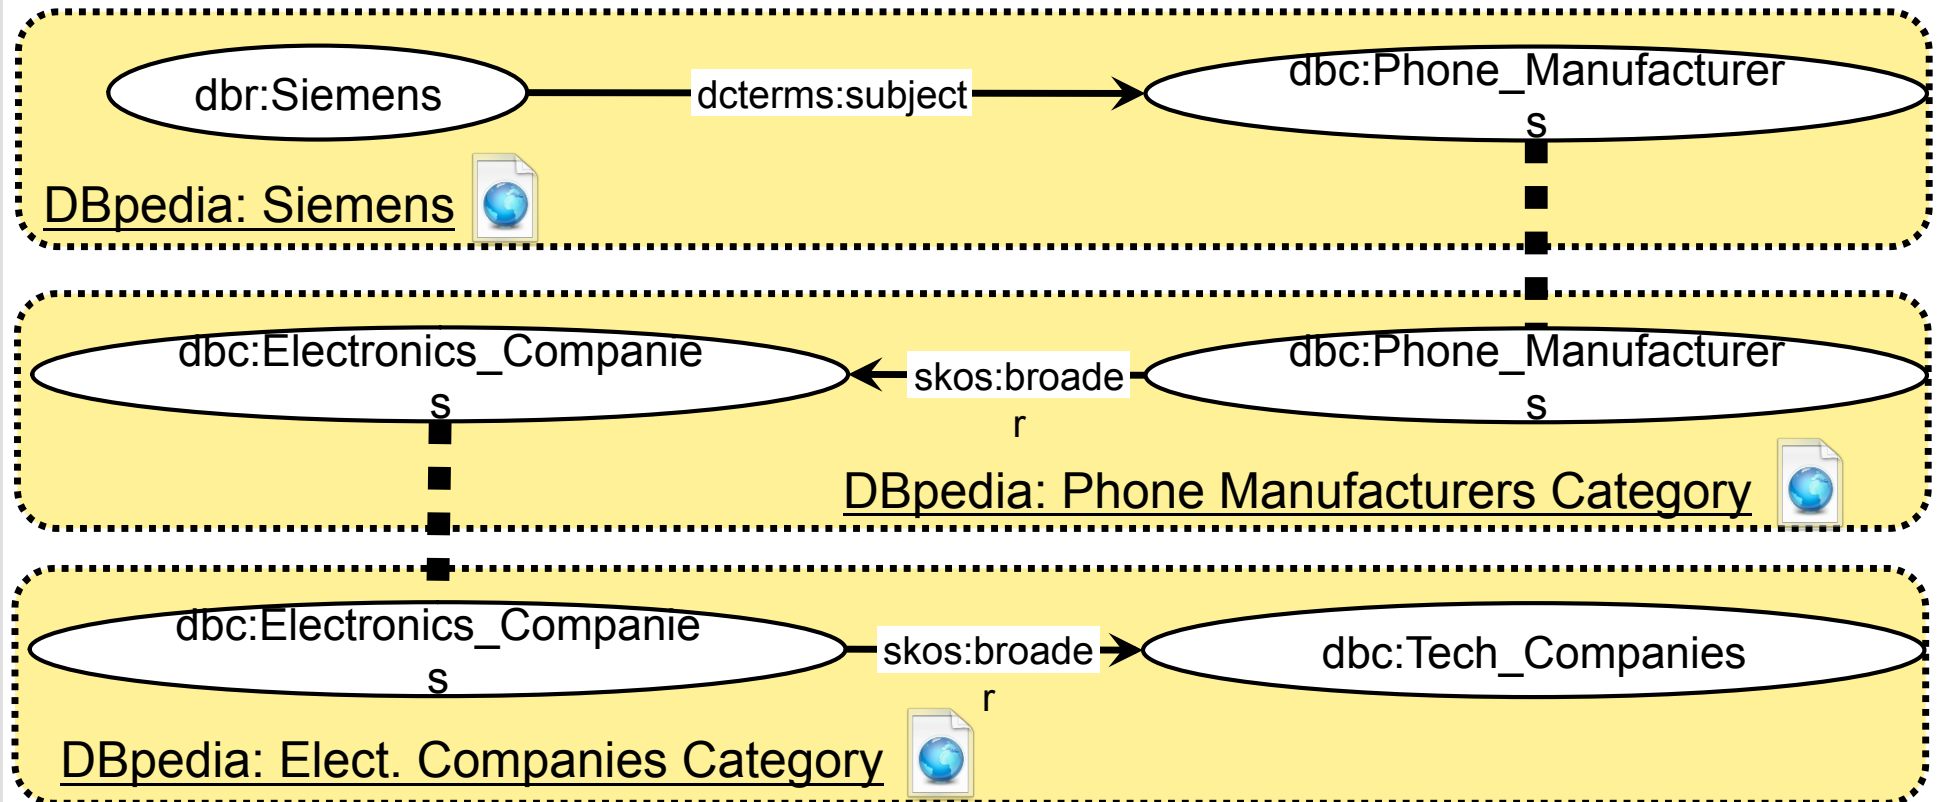 dbr:Siemens
dcterms:subject
dbc:Phone_Manufacturer
s
DBpedia: Siemens
dbc:Electronics_Companie
s
skos:broade
r
dbc:Phone_Manufacturer
s
DBpedia: Phone Manufacturers Category
dbc:Electronics_Companie
s
skos:broade
r
dbc:Tech_Companies
DBpedia: Elect. Companies Category